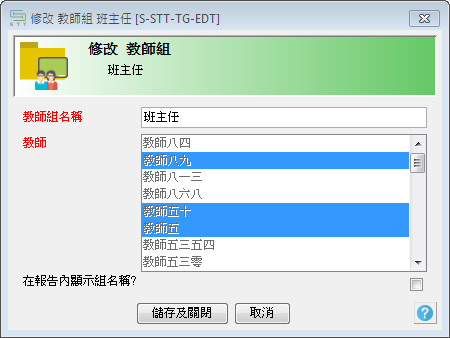 修改 教師組 班主任 [S-STT-TG-EDT]
修改 教師組
班主任
教師組名稱
班主任
教師
教師八四
教師八九
教師八一三
教師八六八
教師五十
教師五
教師五三五四
教師五三零
在報告內顯示組名稱?
儲存及關閉
取消
?